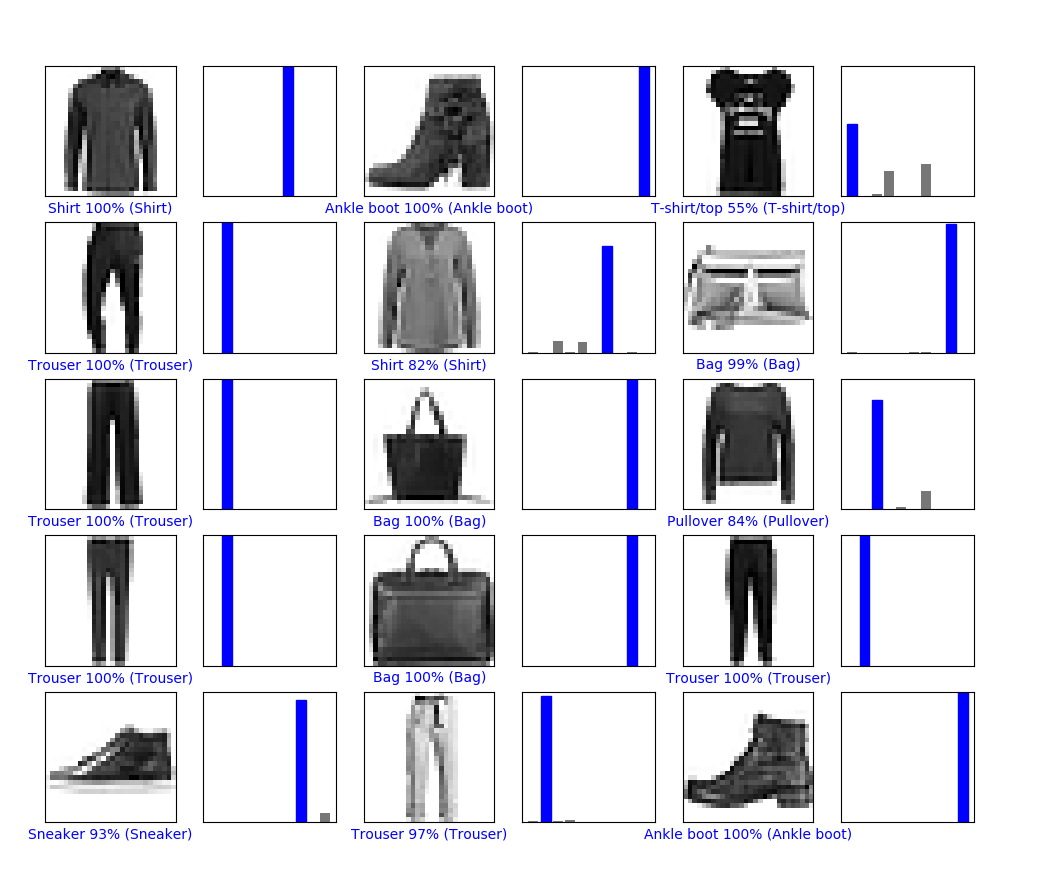 Shirt 100% (Shirt)
Ankle boot 100% (Ankle boot)
T-shirt/top 55% (T-shirt/top)
Trouser 100% (Trouser)
Shirt 82% (Shirt)
Bag 99% (Bag)
Trouser 100% (Trouser)
Bag 100% (Bag)
Pullover 84% (Pullover)
Trouser 100% (Trouser)
Bag 100% (Bag)
Trouser 100% (Trouser)
Sneaker 93% (Sneaker)
Trouser 97% (Trouser)
Ankle boot 100% (Ankle boot)